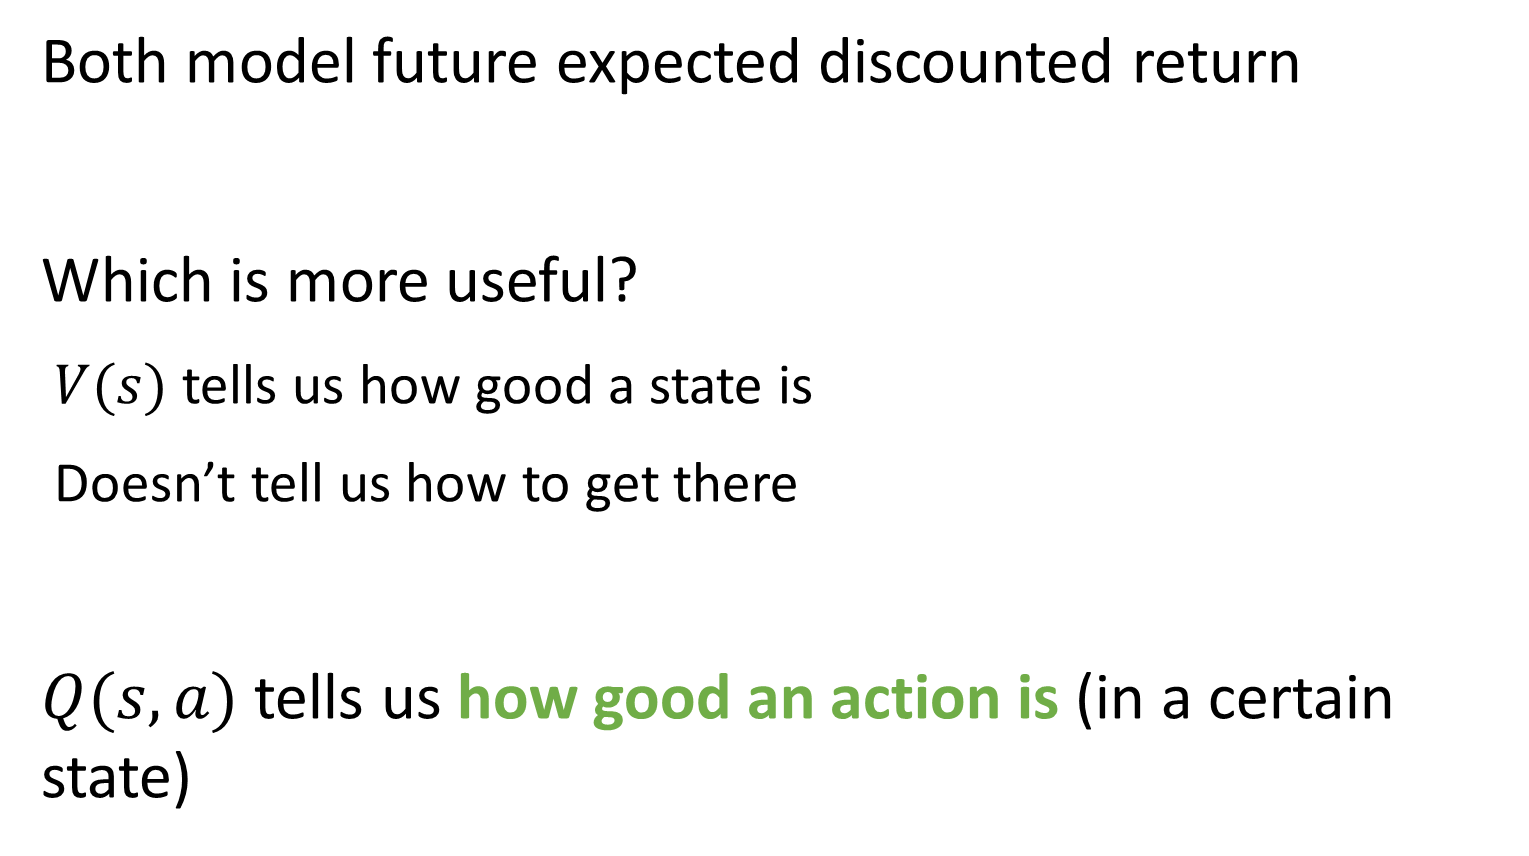 Both model future expected discounted return
Which is more useful?
V(s) tells us how good a state is
Doesn’t tell us how to get there
Q(s, a) tells us how good an action is (in a certain
state)